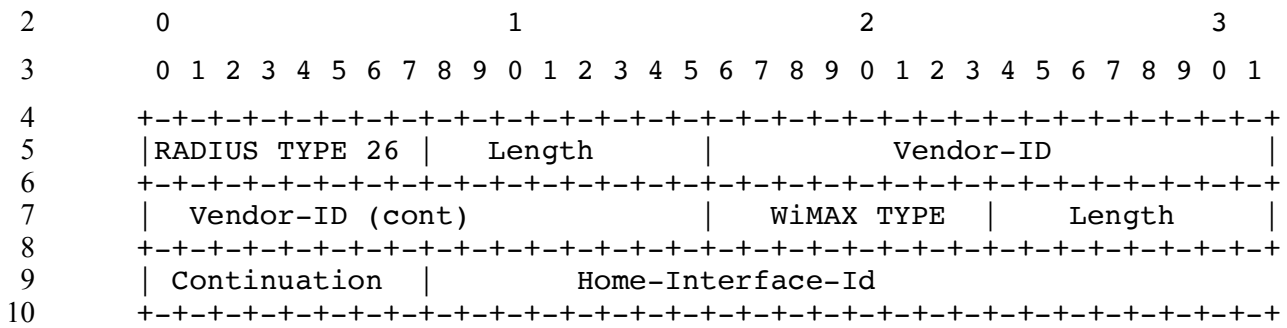 2 0 1 2 3
3 0 1 2 3 4 5 6 7 8 9 0 1 2 3 4 5 6 7 8 9 0 1 2 3 4 5 6 7 8 9 0 1
4 +-+-+-+-+-+-+-+-+-+-+-+-+-+-+-+-+-+-+-+-+-+-+-+-+-+-+-+-+-+-+-+-+
5 |RADIUS TYPE 26 | Length | Vendor-ID |
6 +-+-+-+-+-+-+-+-+-+-+-+-+-+-+-+-+-+-+-+-+-+-+-+-+-+-+-+-+-+-+-+-+
7 | Vendor-ID (cont) | WiMAX TYPE | Length |
8 +-+-+-+-+-+-+-+-+-+-+-+-+-+-+-+-+-+-+-+-+-+-+-+-+-+-+-+-+-+-+-+-+
9 | Continuation | Home-Interface-Id
10 +-+-+-+-+-+-+-+-+-+-+-+-+-+-+-+-+-+-+-+-+-+-+-+-+-+-+-+-+-+-+-+-+